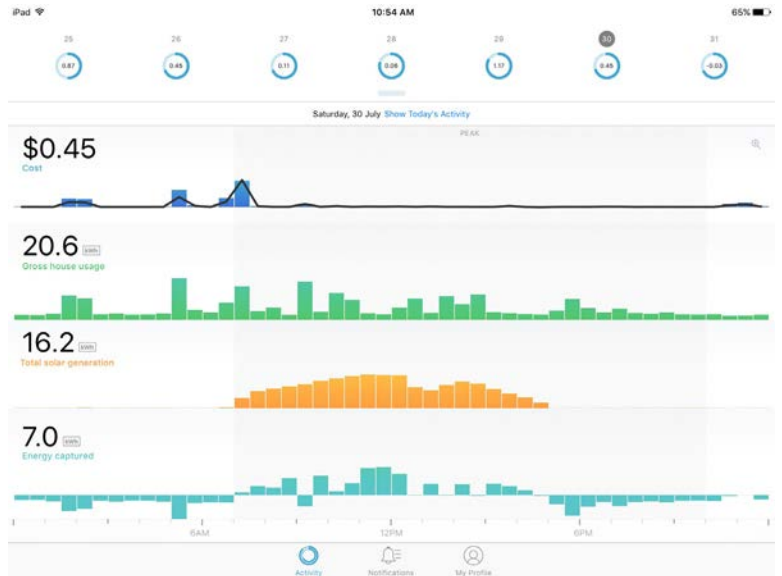 iPad 10:54 AM 65%
25 26 27 28 29 30 31
0.87 0.45 0.11 0.06 1.17 0.45 -0.03
Saturday, 30 July Show Today's Activity
PEAK
$0.45
Cost
20.6 kWh
Gross house usage
16.2 kWh
Total solar generation
7.0 kWh
Energy captured
6AM 12PM 6PM
Activity Notifications My Profile